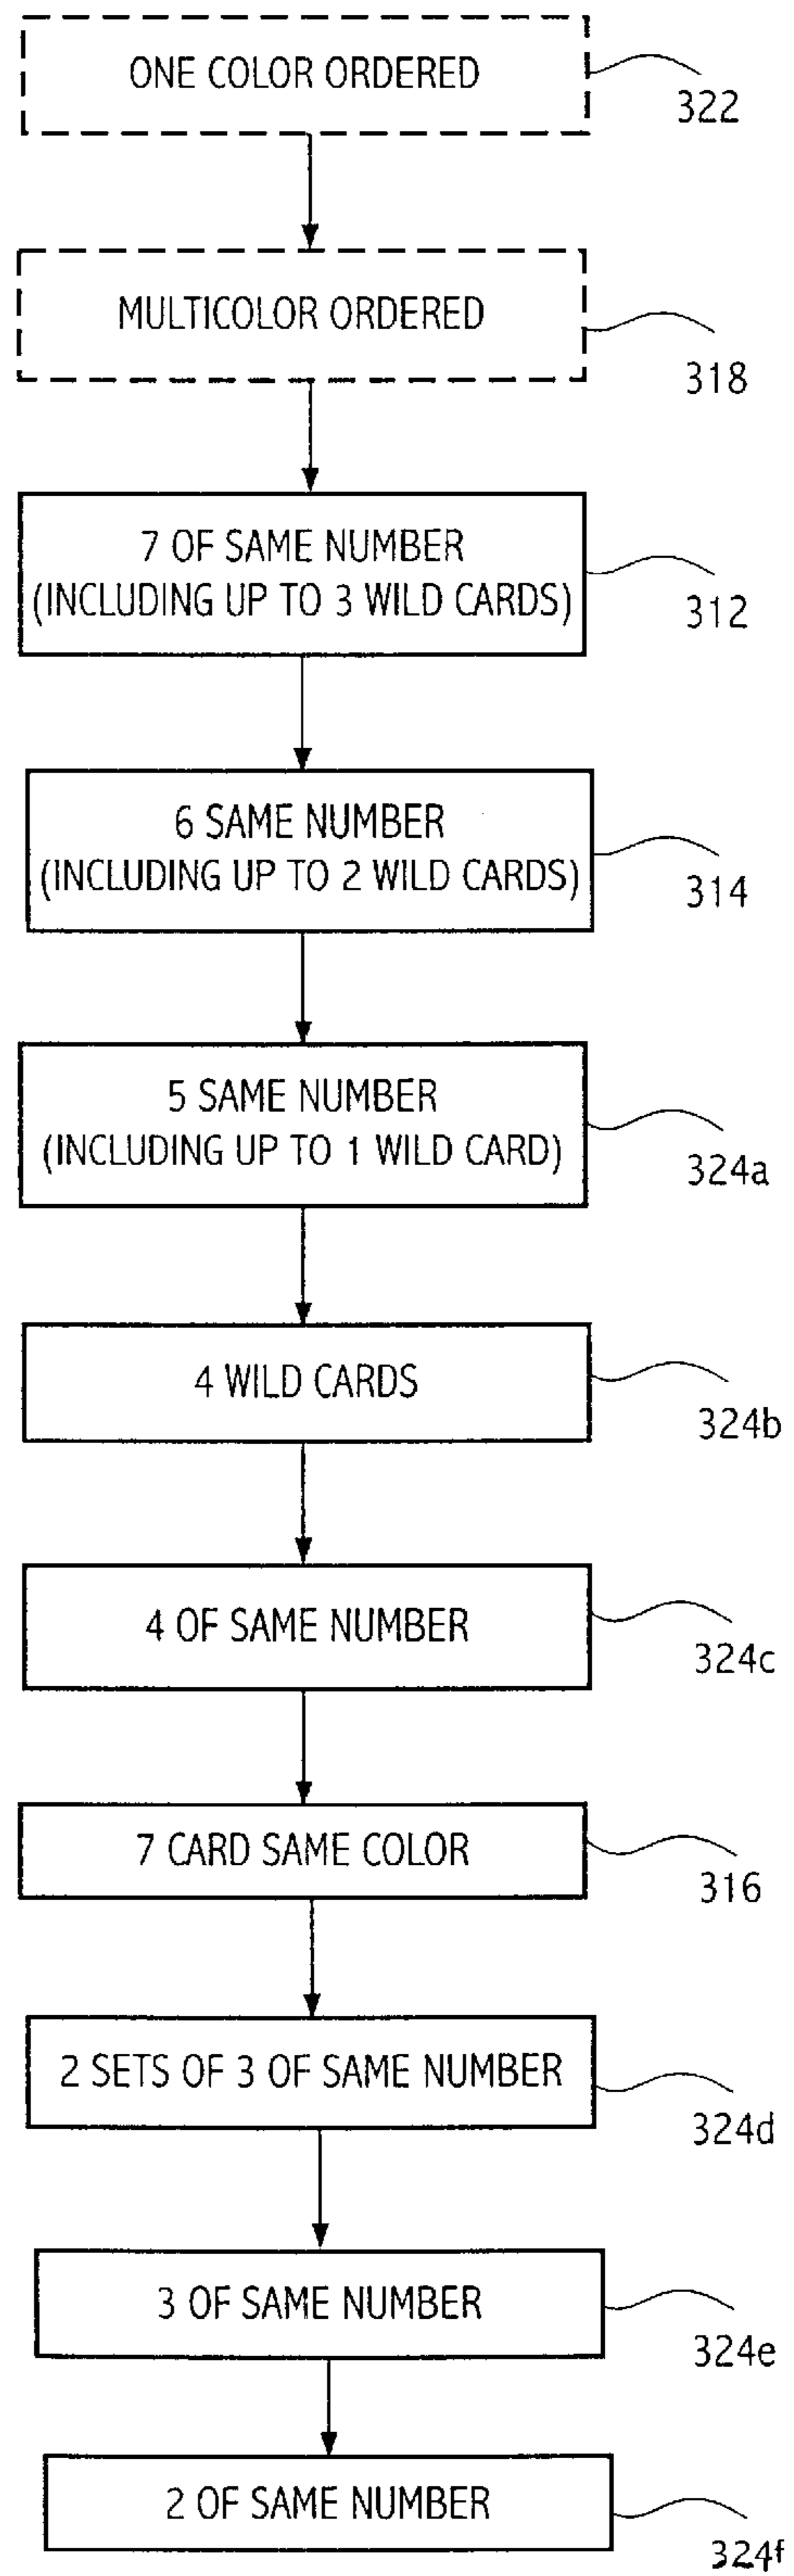 ONE COLOR ORDERED
322
MULTICOLOR ORDERED
318
7 OF SAME NUMBER
(INCLUDING UP TO 3 WILD CARDS)
312
6 SAME NUMBER
(INCLUDING UP TO 2 WILD CARDS)
314
5 SAME NUMBER
(INCLUDING UP TO 1 WILD CARD)
324a
4 WILD CARDS
324b
4 OF SAME NUMBER
324c
7 CARD SAME COLOR
316
2 SETS OF 3 OF SAME NUMBER
324d
3 OF SAME NUMBER
324e
2 OF SAME NUMBER
324f